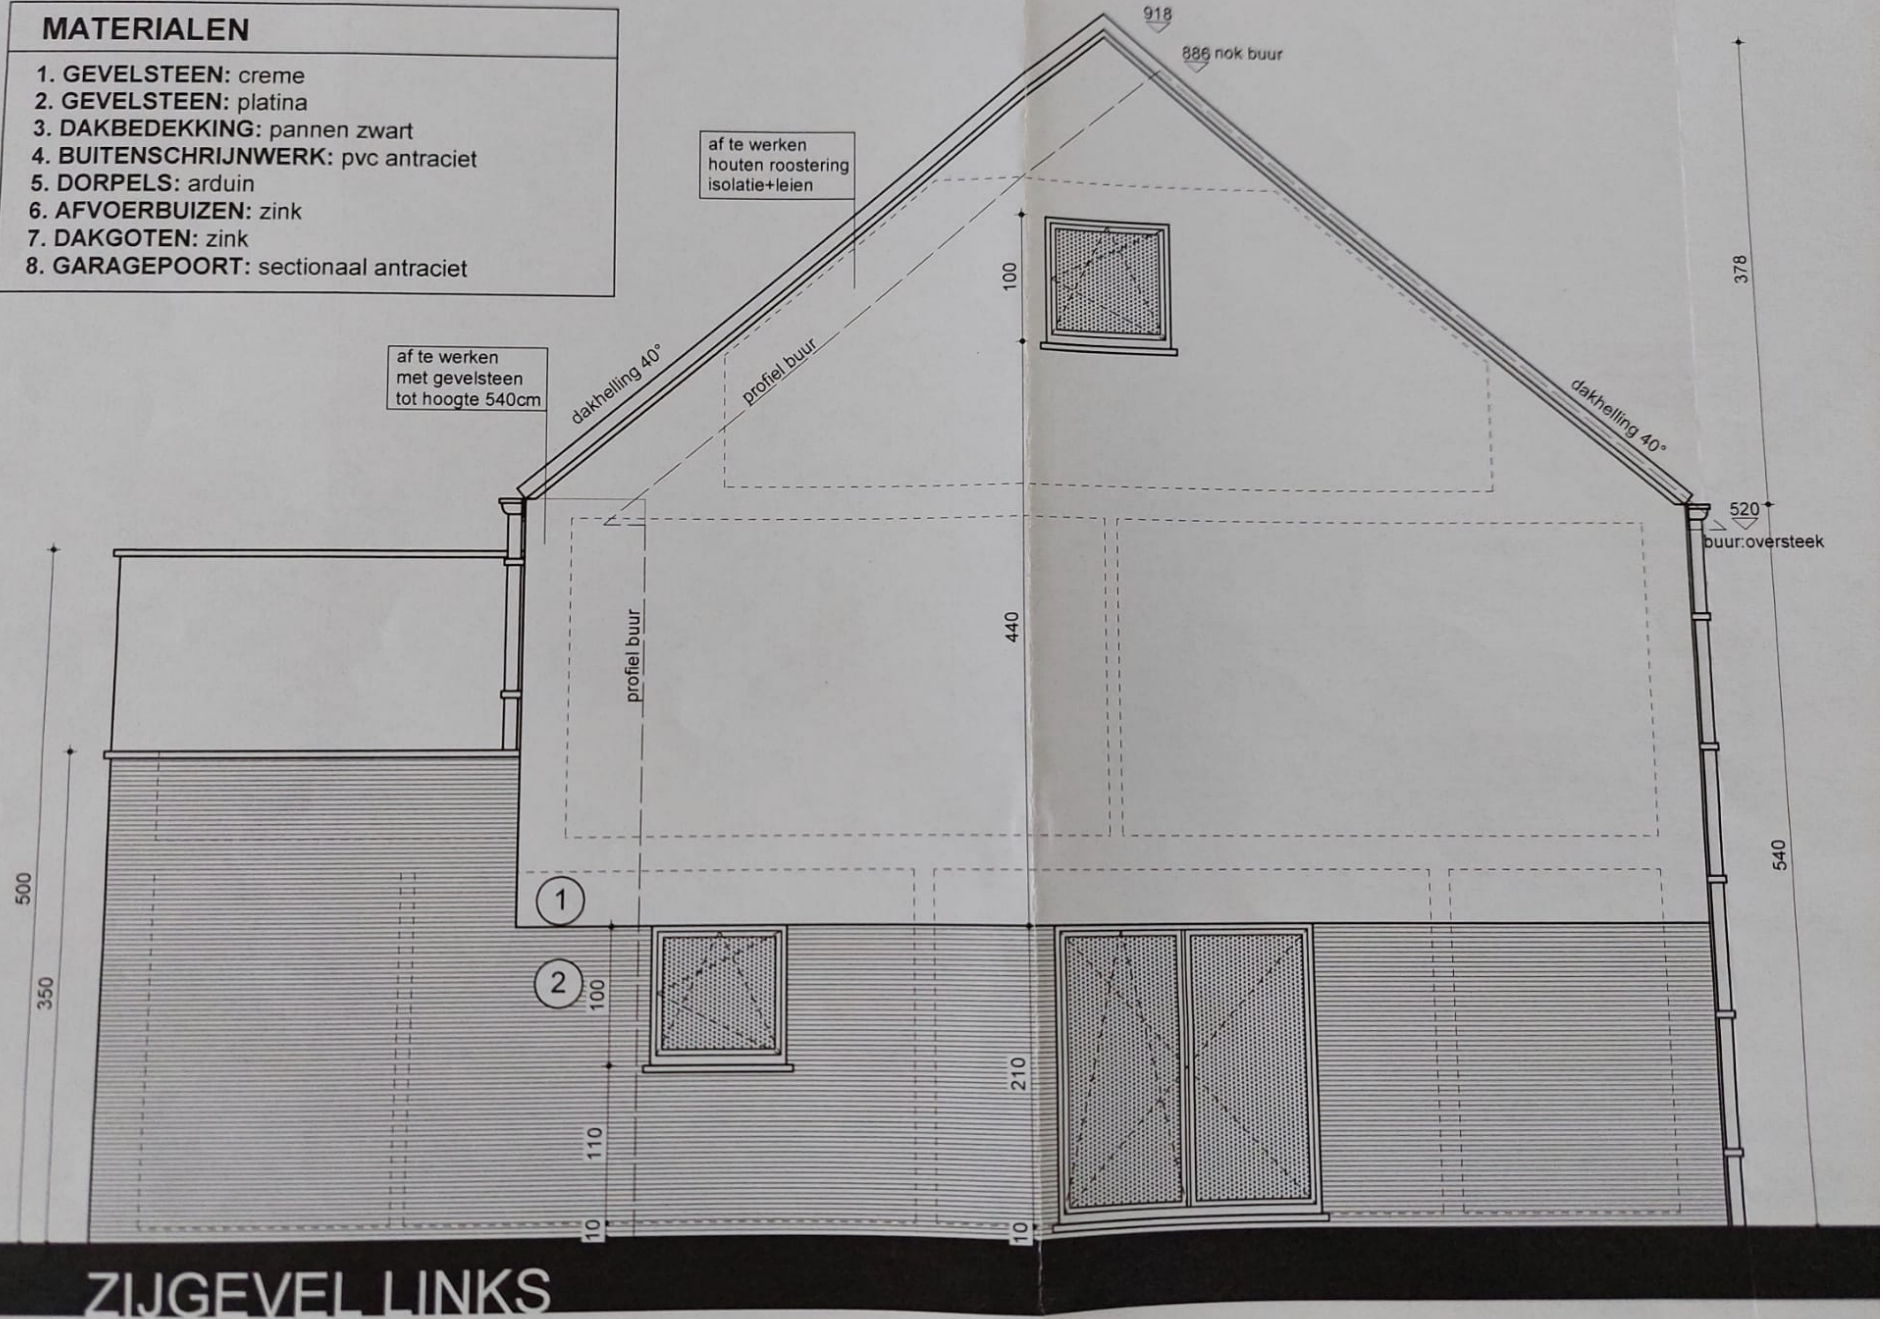 MATERIALEN
1. GEVELSTEEN: creme
2. GEVELSTEEN: platina
3. DAKBEDEKKING: pannen zwart
4. BUITENSCHRIJNWERK: pvc antraciet
5. DORPELS: arduin
6. AFVOERBUIZEN: zink
7. DAKGOTEN: zink
8. GARAGEPOORT: sectionaal antraciet
918
886 nok buur
af te werken
houten roostering
isolatie+leien
100
378
af te werken
met gevelsteen
tot hoogte 540cm
dakhelling 40°
profiel buur
dakhelling 40°
520
buur:oversteek
440
profiel buur
540
500
350
1
2
100
210
110
10
10
ZIJGEVEL LINKS